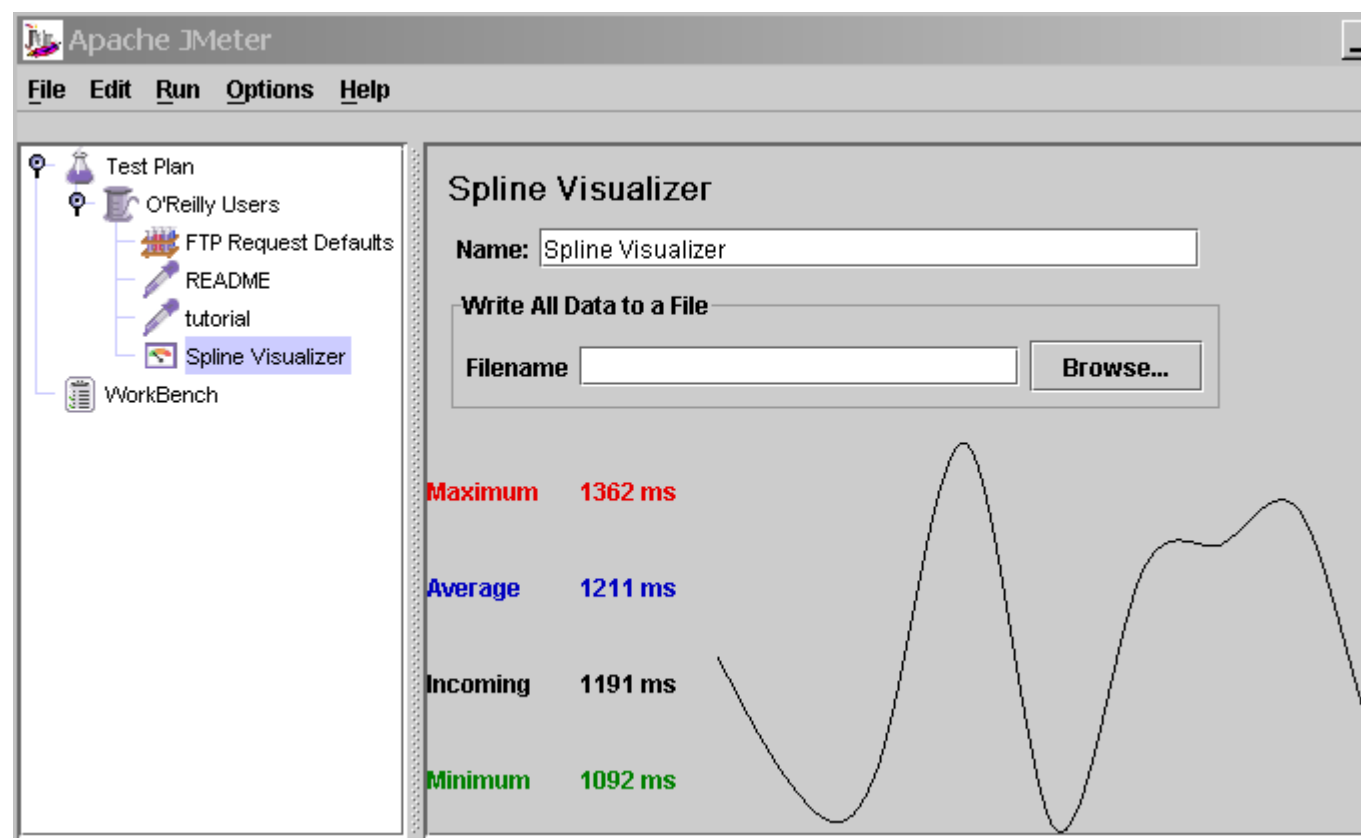 Apache JMeter
File Edit Run Options Help
Test Plan
O'Reilly Users
FTP Request Defaults
README
tutorial
Spline Visualizer
WorkBench
Spline Visualizer
Name: Spline Visualizer
Write All Data to a File
Filename Browse...
Maximum 1362 ms
Average 1211 ms
Incoming 1191 ms
Minimum 1092 ms